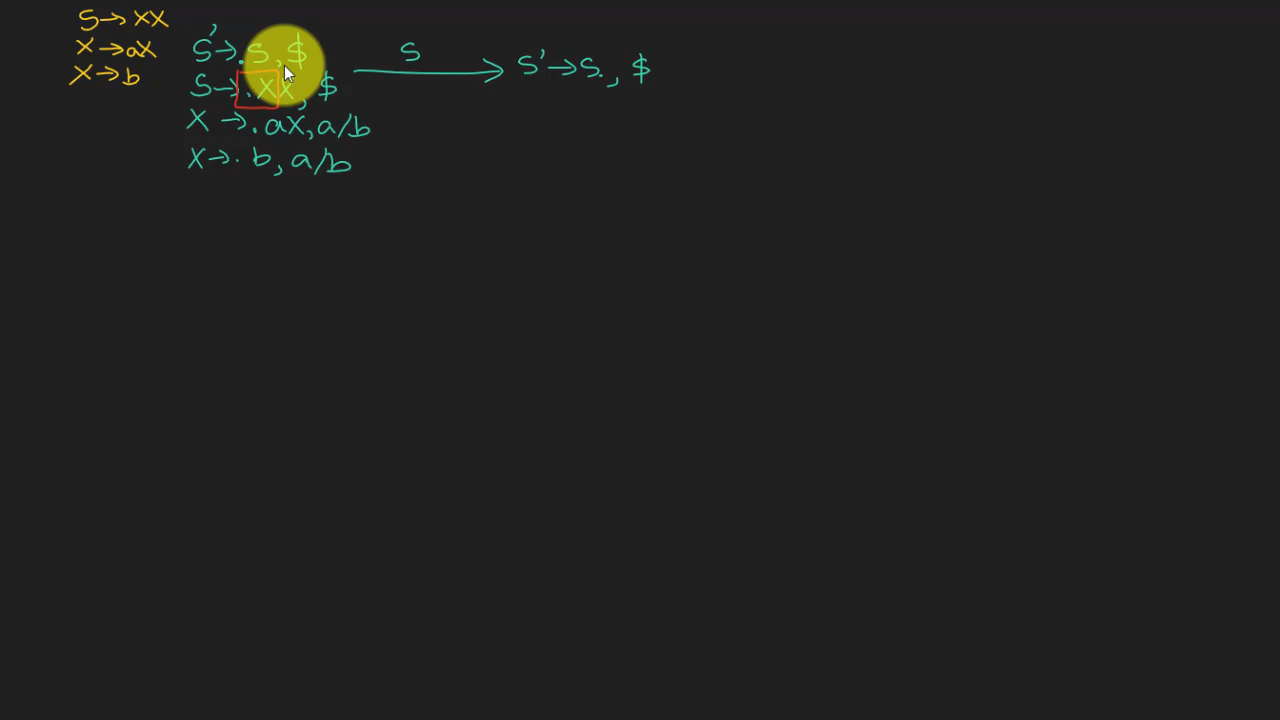 S→XX
X→aX
X→b
S'→.S,$
S→.XX,$
X→.aX,a/b
X→.b,a/b
S
S'→S.,$